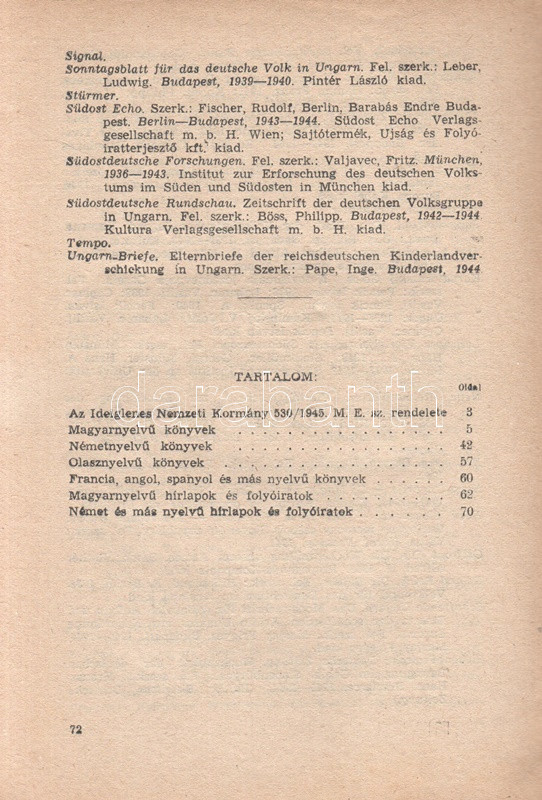 Signal.
Sonntagsblatt für das deutsche Volk in Ungarn. Fel. szerk.: Leber,
Ludwig. Budapest, 1939—1940. Pintér László kiad.
Stürmer.
Südost Echo. Szerk.: Fischer, Rudolf, Berlin, Barabás Endre Buda-
pest. Berlin—Budapest, 1943—1944. Südost Echo Verlags-
gesellschaft m. b. H. Wien; Sajtótermék, Ujság és Folyó-
iratterjesztő kft. kiad.
Südostdeutsche Forschungen. Fel. szerk.: Valjavec, Fritz. München,
1936—1943. Institut zur Erforschung des deutschen Volks-
tums im Süden und Südosten in München kiad.
Südostdeutsche Rundschau. Zeitschrift der deutschen Volksgruppe
in Ungarn. Fel. szerk.: Böss, Philipp. Budapest, 1942—1944
Kultura Verlagsgesellschaft m. b. H. kiad.
Tempo.
Ungarn-Briefe. Elternbriefe der reichsdeutschen Kinderlandver-
schickung in Ungarn. Szerk.: Pape, Inge. Budapest, 1944
TARTALOM:
Oldal
Az Ideiglenes Nemzeti Kormány 530/1945. M. E. sz. rendelete 3
Magyarnyelvű könyvek . . . . . . . . . . . . . . . 5
Németnyelvű könyvek . . . . . . . . . . . . . . . 42
Olasznyelvű könyvek . . . . . . . . . . . . . . . 57
Francia, angol, spanyol és más nyelvű könyvek . . . . . . 60
Magyarnyelvű hírlapok és folyóiratok . . . . . . . . . 62
Német és más nyelvű hírlapok és folyóiratok . . . . . . . 70
darabanth
72